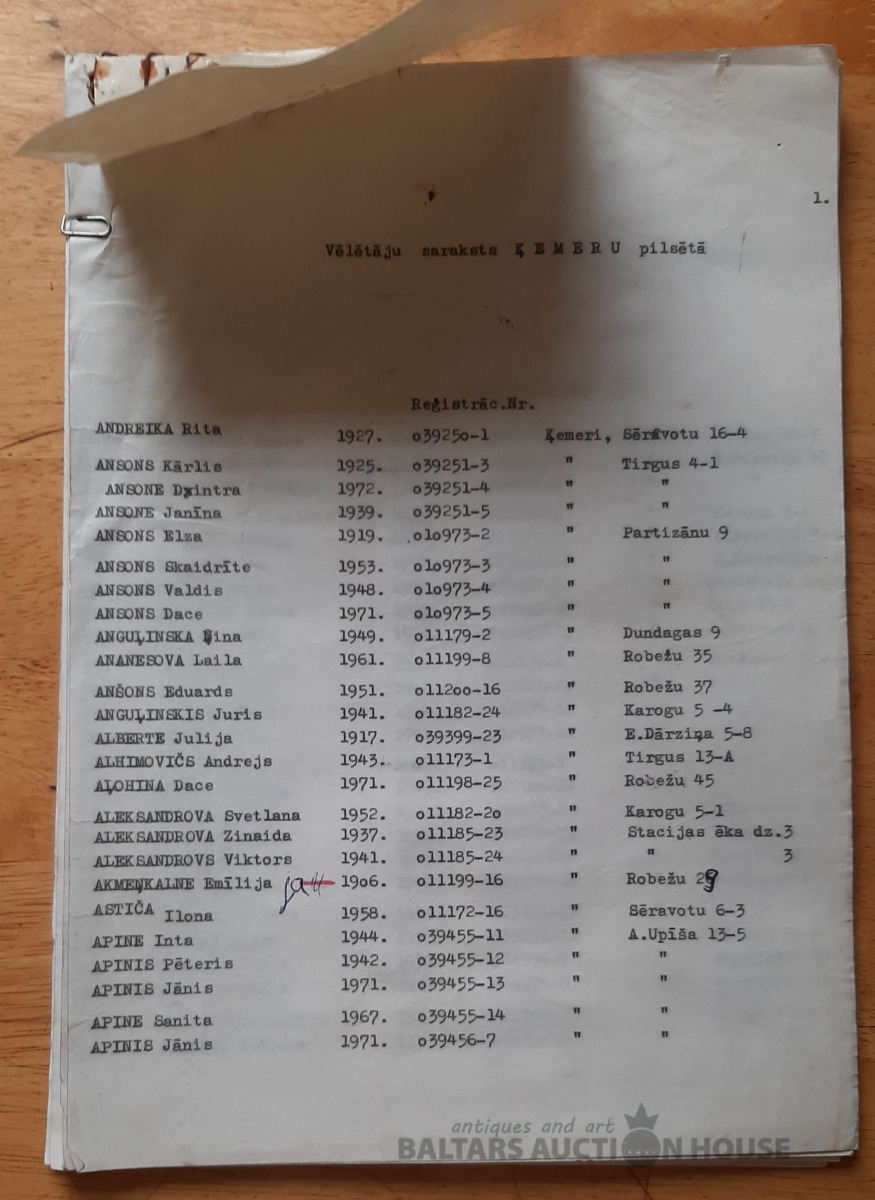 1.
Vēlētāju saraksts ĶEMERU pilsētā
Reģistrāc.Nr.
ANDREIKA Rita 1927. o3925o-1 Ķemeri, Sēravotu 16-4
ANSONS Kārlis 1925. o39251-3 " Tirgus 4-1
ANSONE Dzintra 1972. o39251-4 " "
ANSONE Janīna 1939. o39251-5 " "
ANSONS Elza 1919. o1o973-2 " Partizānu 9
ANSONS Skaidrīte 1953. o1o973-3 " "
ANSONS Valdis 1948. o1o973-4 " "
ANSONS Dace 1971. o1o973-5 " "
ANGUĻINSKA Ņina 1949. o11179-2 " Dundagas 9
ANANESOVA Laila 1961. o11199-8 " Robežu 35
ANŠONS Eduards 1951. o112oo-16 " Robežu 37
ANGUĻINSKIS Juris 1941. o11182-24 " Karogu 5 -4
ALBERTE Julija 1917. o39399-23 " E.Dārziņa 5-8
ALHIMOVIČS Andrejs 1943. o11173-1 " Tirgus 13-A
AĻOHINA Dace 1971. o11198-25 " Robežu 45
ALEKSANDROVA Svetlana 1952. o11182-2o " Karogu 5-1
ALEKSANDROVA Zinaida 1937. o11185-23 " Stacijas ēka dz.3
ALEKSANDROVS Viktors 1941. o11185-24 " " 3
AKMEŅKALNE Emīlija 19o6. o11199-16 " Robežu 29
ASTIČA Ilona 1958. o11172-16 " Sēravotu 6-3
APINE Inta 1944. o39455-11 " A.Upīša 13-5
APINIS Pēteris 1942. o39455-12 " "
APINIS Jānis 1971. o39455-13 " "
APINE Sanita 1967. o39455-14 " "
APINIS Jānis 1971. o39456-7 " "
antiques and art
BALTARS AUCTION HOUSE